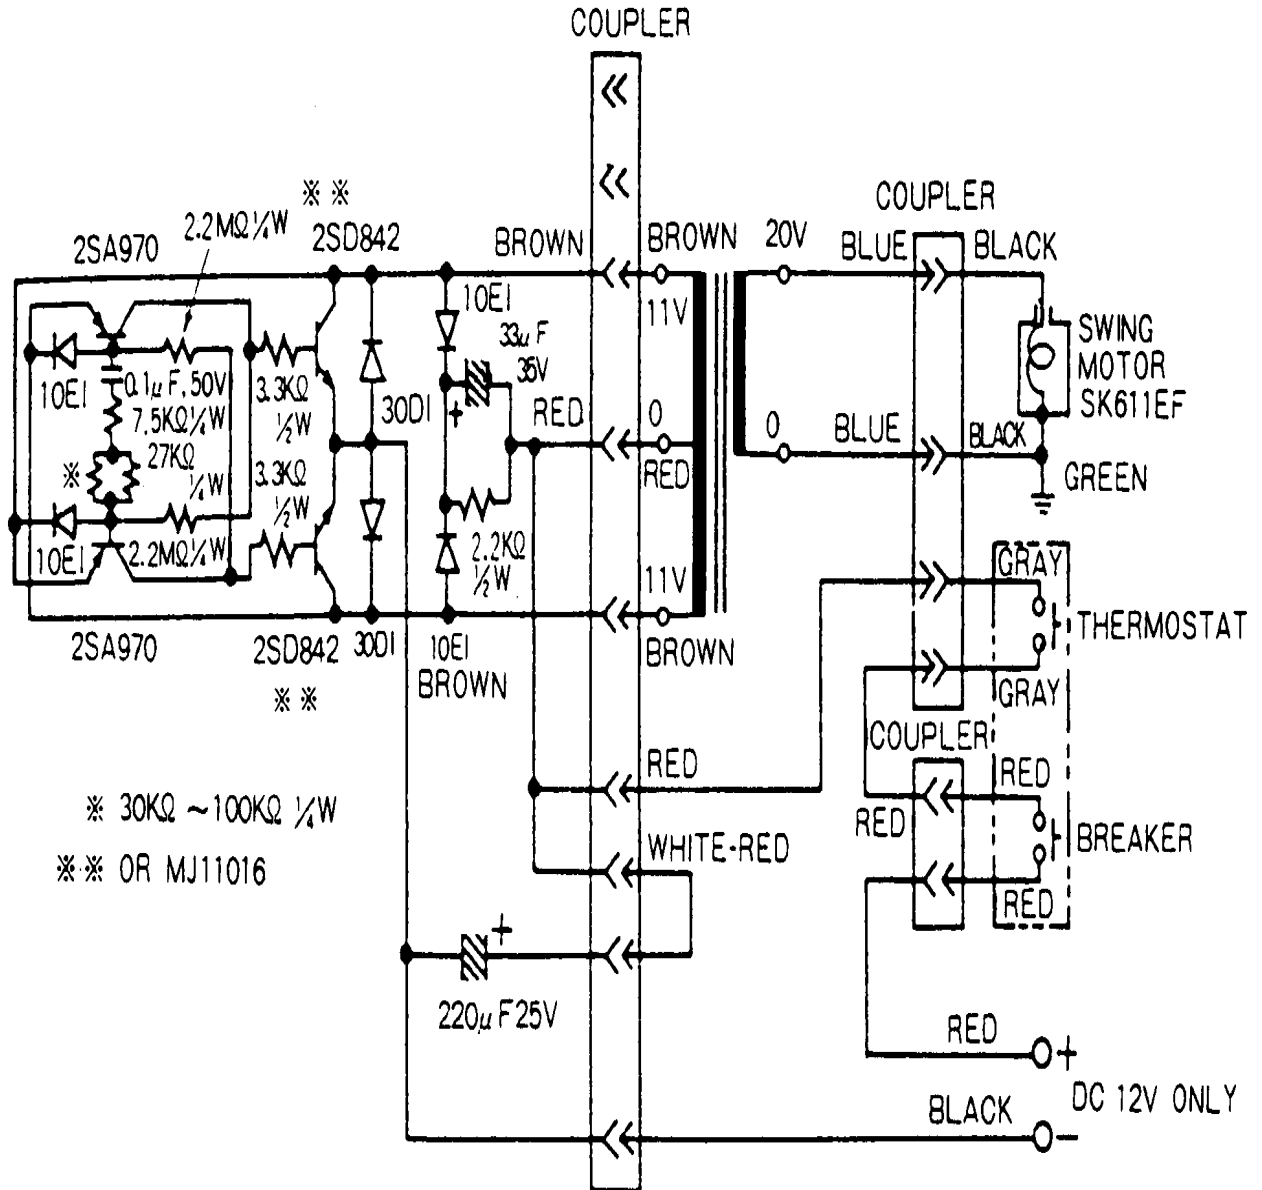 COUPLER
※ ※
2.2MΩ¼W
2SA970
2SD842
BROWN
BROWN
20V
COUPLER
BLUE
BLACK
10E1
11V
33μF
35V
SWING
MOTOR
SK611EF
10E1
0.1μF,50V
7.5KΩ¼W
3.3KΩ
½W
30D1
+
RED
0
RED
0
BLUE
BLACK
GREEN
※
27KΩ
¼W
3.3KΩ
½W
10E1
2.2MΩ¼W
2.2KΩ
½W
11V
GRAY
THERMOSTAT
2SA970
2SD842
30D1
10E1
BROWN
BROWN
※ ※
GRAY
COUPLER
RED
RED
RED
BREAKER
RED
※ 30KΩ ~100KΩ ¼W
※※ OR MJ11016
WHITE-RED
+
220μF25V
RED
+
DC 12V ONLY
BLACK
−